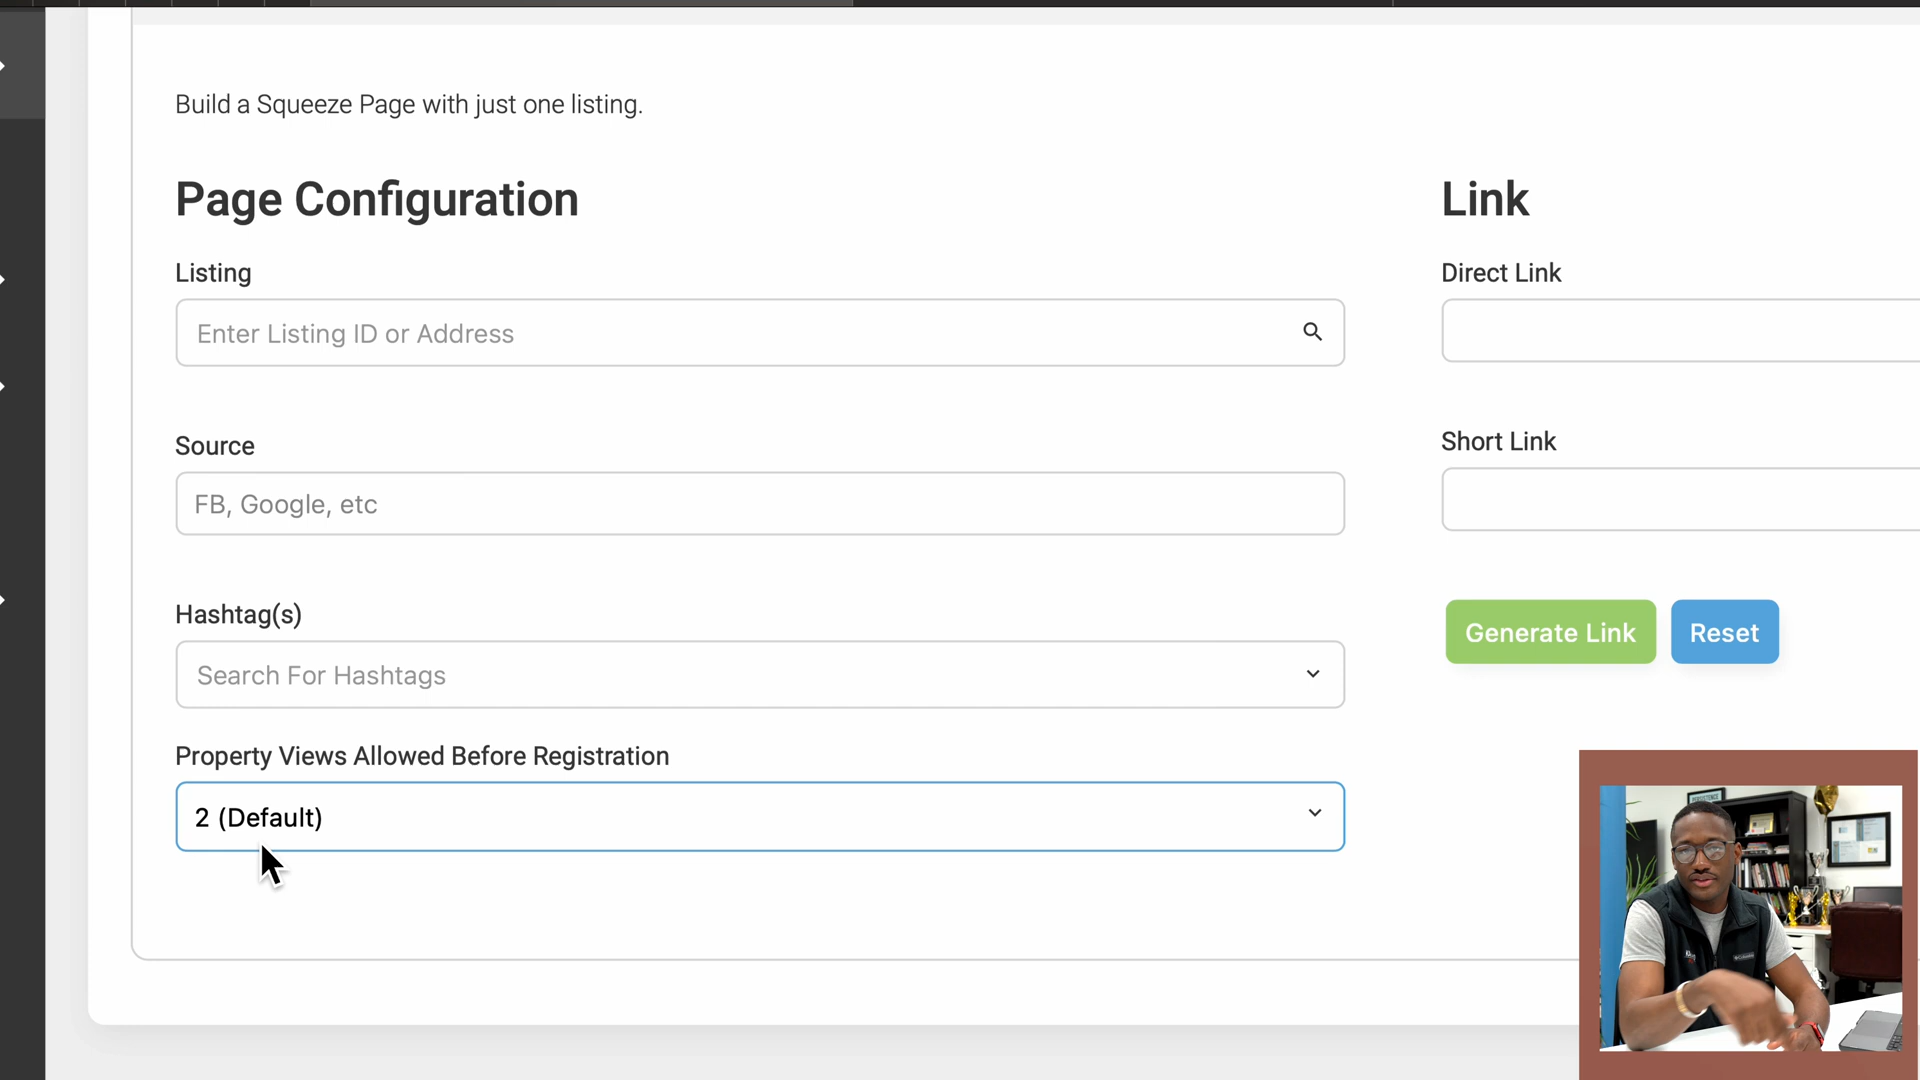 Build a Squeeze Page with just one listing.
Page Configuration
Listing
Enter Listing ID or Address
Source
FB, Google, etc
Hashtag(s)
Search For Hashtags
Property Views Allowed Before Registration
2 (Default)
Link
Direct Link
Short Link
Generate Link
Reset